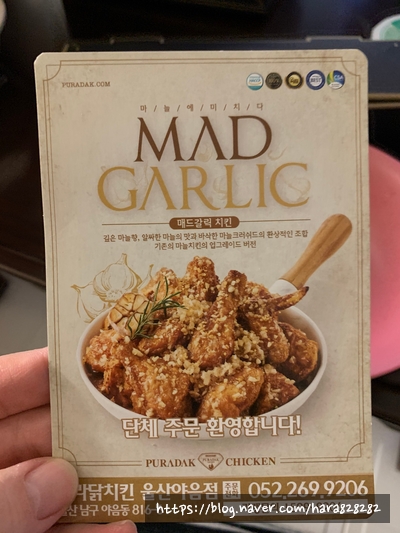 PURADAK.COM
마/늘/에/미/치/다
MAD
GARLIC
매드갈릭 치킨
깊은 마늘향, 알싸한 마늘의 맛과 바삭한 마늘크러쉬드의 환상적인 조합
기존의 마늘치킨의 업그레이드 버전
단체 주문 환영합니다!
PURADAK CHICKEN
라닭치킨 울산야음점 주문 052.269.9206
산 남구 야음동 816
https://blog.naver.com/hara828282